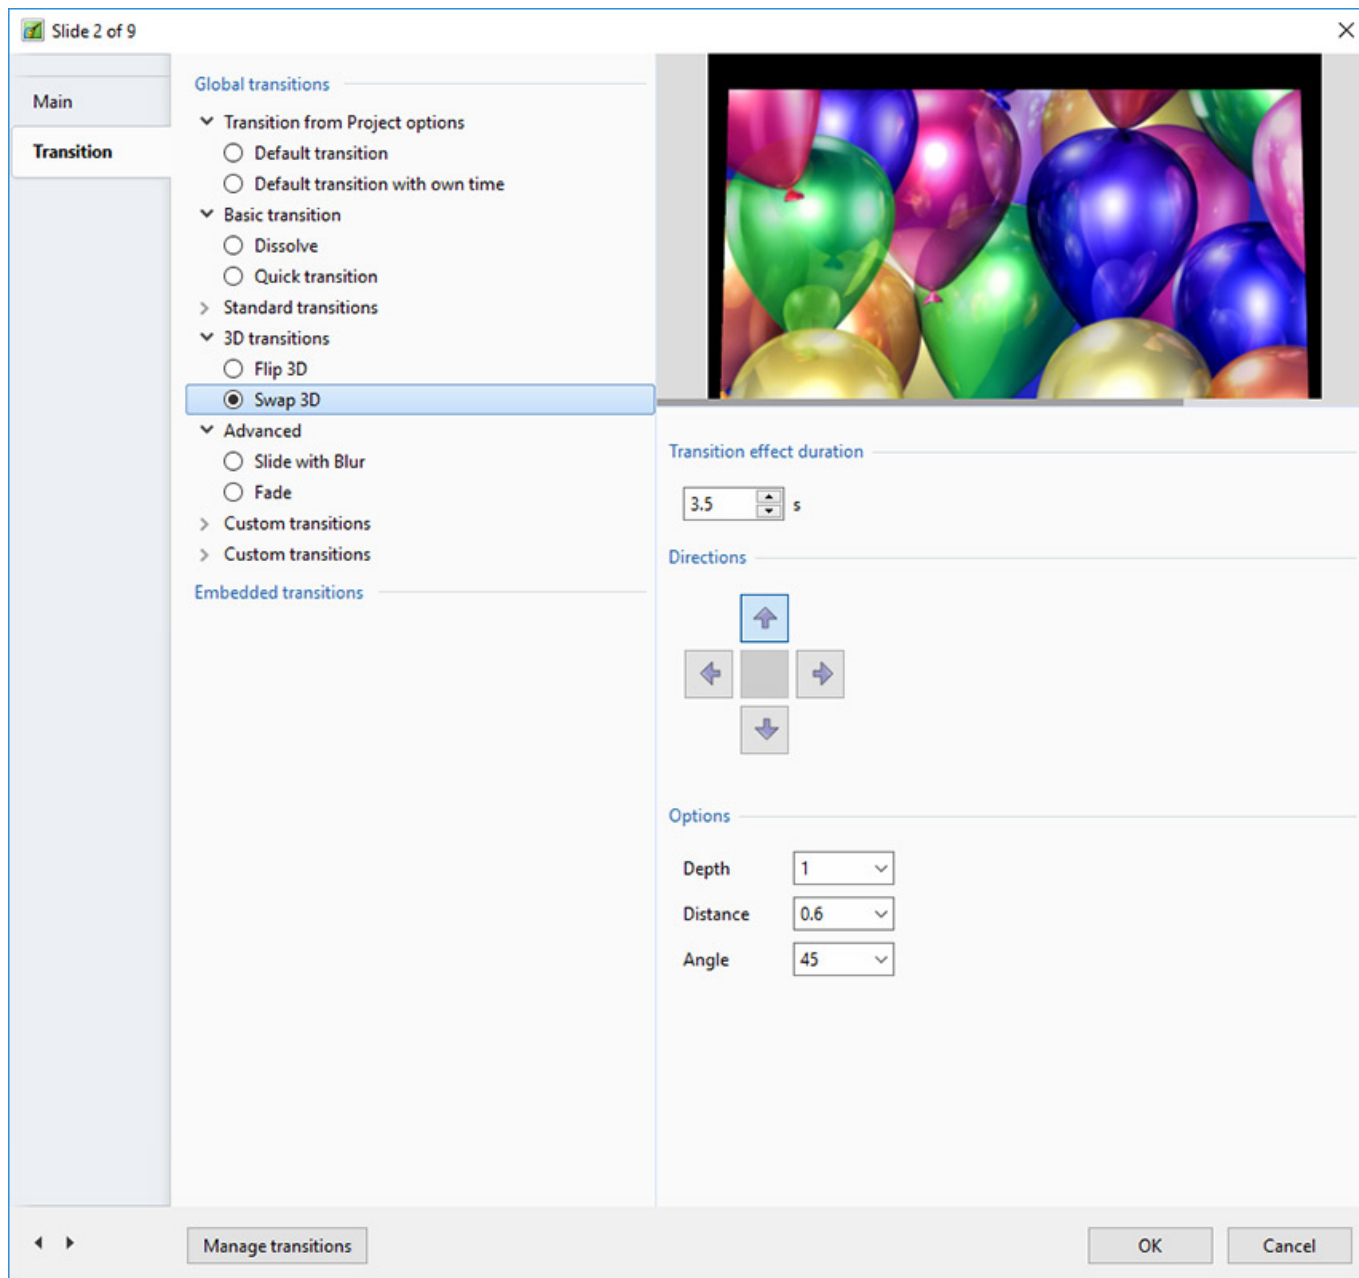 Slide 2 of 9
Main
Transition
Global transitions
Transition from Project options
Default transition
Default transition with own time
Basic transition
Dissolve
Quick transition
Standard transitions
3D transitions
Flip 3D
Swap 3D
Advanced
Slide with Blur
Fade
Custom transitions
Custom transitions
Embedded transitions
Transition effect duration
3.5 s
Directions
Options
Depth 1
Distance 0.6
Angle 45
Manage transitions
OK
Cancel